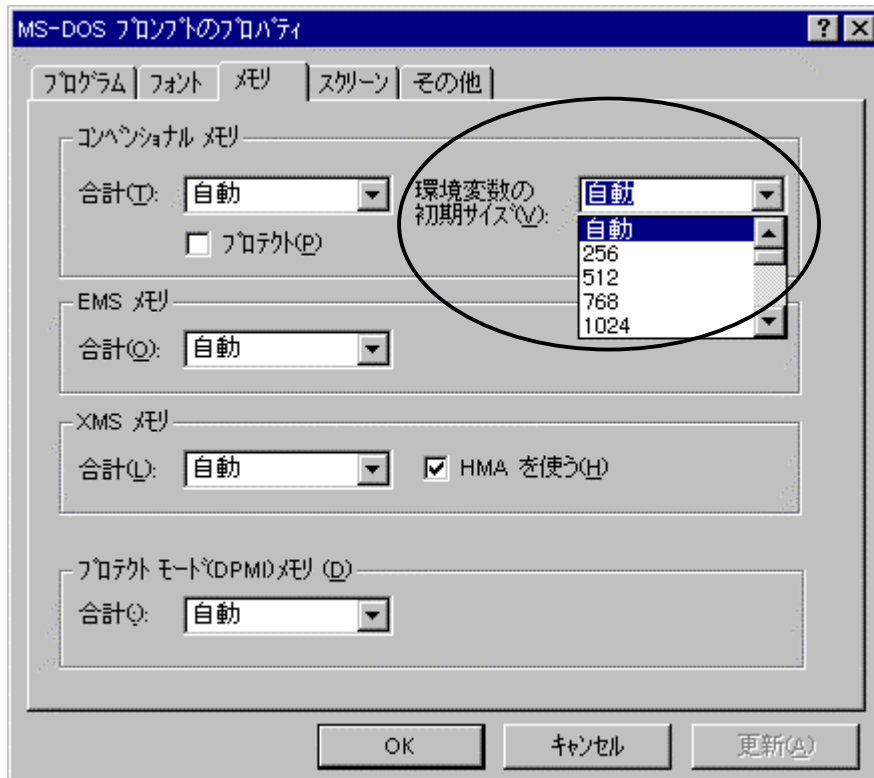 MS-DOS プロンプトのプロパティ
プログラム フォント メモリ スクリーン その他
コンベンショナル メモリ
合計(T): 自動
環境変数の
初期サイズ(V):
自動
プロテクト(P)
自動
256
512
768
1024
EMS メモリ
合計(O): 自動
XMS メモリ
合計(L): 自動 HMA を使う(H)
プロテクト モード(DPMI)メモリ (D)
合計(I): 自動
OK キャンセル 更新(A)